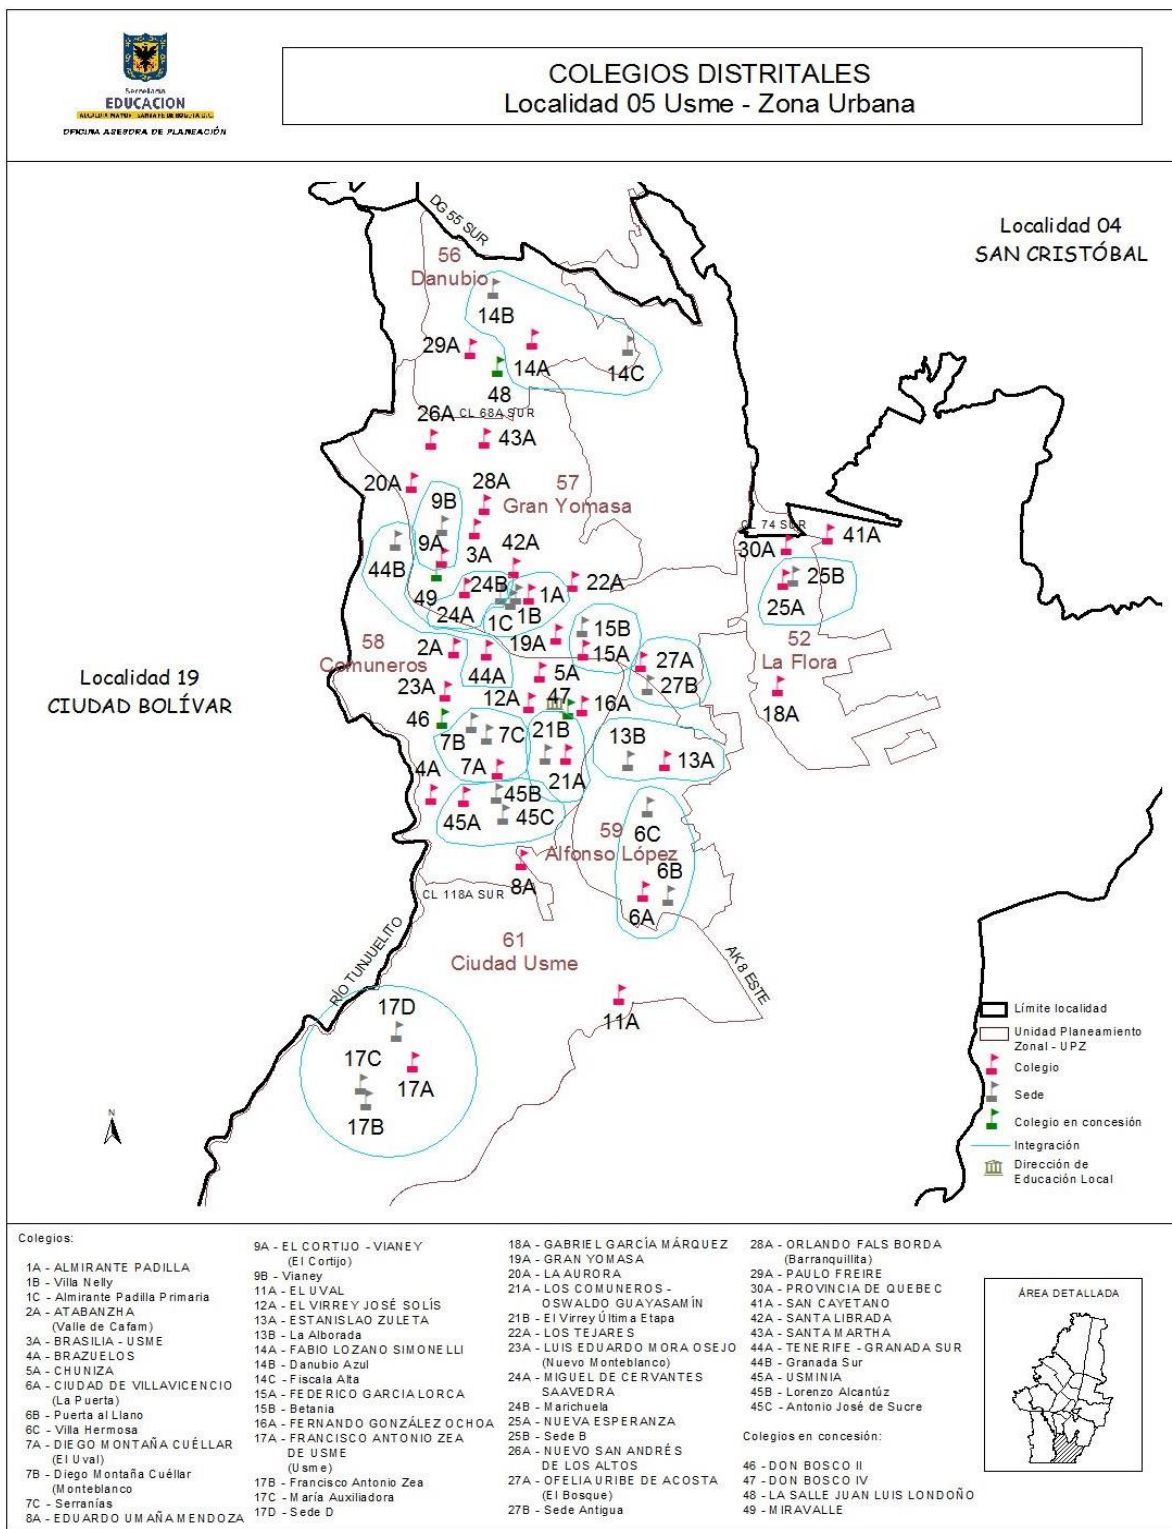 Secretaría
EDUCACION
ALCALDIA MAYOR - SANTA FE DE BOGOTA D.C.
OFICINA ASESORA DE PLANEACIÓN
COLEGIOS DISTRITALES
Localidad 05 Usme - Zona Urbana
DG 55 SUR
Localidad 04
SAN CRISTÓBAL
56
Danubio
14B
29A
14A
14C
48
26A
CL 68A SUR
43A
20A
28A
57
Gran Yomasa
9B
CL 74 SUR
41A
30A
9A
3A
42A
44B
24B
22A
25B
49
1A
25A
24A
1B
1C
19A
15B
58
Comuneros
52
La Flora
2A
44A
15A
27A
Localidad 19
CIUDAD BOLÍVAR
5A
23A
27B
12A
47
16A
18A
46
7B
7C
21B
13B
4A
7A
21A
13A
45B
45A
45C
59
Alfonso López
6C
8A
6B
CL 118A SUR
6A
61
Ciudad Usme
RÍO TUNJUELITO
AK 8 ESTE
11A
17D
17C
17A
17B
N
Límite localidad
Unidad Planeamiento
Zonal - UPZ
Colegio
Sede
Colegio en concesión
Integración
Dirección de
Educación Local
Colegios:
1A - ALMIRANTE PADILLA
1B - Villa Nelly
1C - Almirante Padilla Primaria
2A - ATABANZHA
(Valle de Cafam)
3A - BRASILIA - USME
4A - BRAZUELOS
5A - CHUNIZA
6A - CIUDAD DE VILLAVICENCIO
(La Puerta)
6B - Puerta al Llano
6C - Villa Hermosa
7A - DIEGO MONTAÑA CUÉLLAR
(El Uval)
7B - Diego Montaña Cuéllar
(Monteblanco
7C - Serranías
8A - EDUARDO UMAÑA MENDOZA
9A - EL CORTIJO - VIANEY
(El Cortijo)
9B - Vianey
11A - EL UVAL
12A - EL VIRREY JOSÉ SOLÍS
13A - ESTANISLAO ZULETA
13B - La Alborada
14A - FABIO LOZANO SIMONELLI
14B - Danubio Azul
14C - Fiscala Alta
15A - FEDERICO GARCIA LORCA
15B - Betania
16A - FERNANDO GONZÁLEZ OCHOA
17A - FRANCISCO ANTONIO ZEA
DE USME
(Usme)
17B - Francisco Antonio Zea
17C - María Auxiliadora
17D - Sede D
18A - GABRIEL GARCÍA MÁRQUEZ
19A - GRAN YOMASA
20A - LA AURORA
21A - LOS COMUNEROS -
OSWALDO GUAYASAMÍN
21B - El Virrey Última Etapa
22A - LOS TEJARES
23A - LUIS EDUARDO MORA OSEJO
(Nuevo Monteblanco)
24A - MIGUEL DE CERVANTES
SAAVEDRA
24B - Marichuela
25A - NUEVA ESPERANZA
25B - Sede B
26A - NUEVO SAN ANDRÉS
DE LOS ALTOS
27A - OFELIA URIBE DE ACOSTA
(El Bosque)
27B - Sede Antigua
28A - ORLANDO FALS BORDA
(Barranquillita)
29A - PAULO FREIRE
30A - PROVINCIA DE QUEBEC
41A - SAN CAYETANO
42A - SANTA LIBRADA
43A - SANTA MARTHA
44A - TENERIFE - GRANADA SUR
44B - Granada Sur
45A - USMINIA
45B - Lorenzo Alcantúz
45C - Antonio José de Sucre
Colegios en concesión:
46 - DON BOSCO II
47 - DON BOSCO IV
48 - LA SALLE JUAN LUIS LONDOÑO
49 - MIRAVALLE
ÁREA DETALLADA